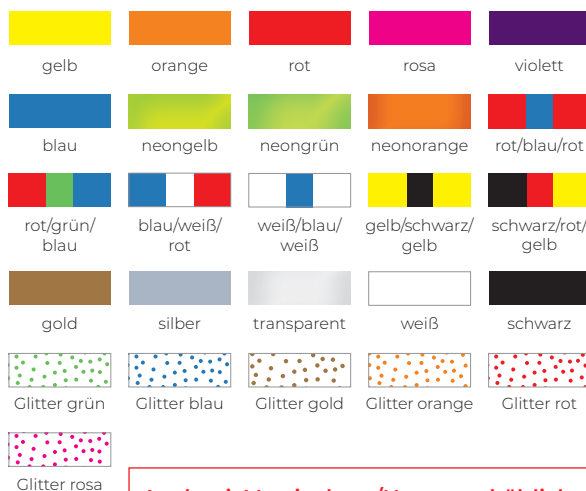 gelb
orange
rot
rosa
violett
blau
neongelb
neongrün
neonorange
rot/blau/rot
rot/grün/
blau
blau/weiß/
rot
weiß/blau/
weiß
gelb/schwarz/
gelb
schwarz/rot/
gelb
gold
silber
transparent
weiß
schwarz
Glitter grün
Glitter blau
Glitter gold
Glitter orange
Glitter rot
Glitter rosa